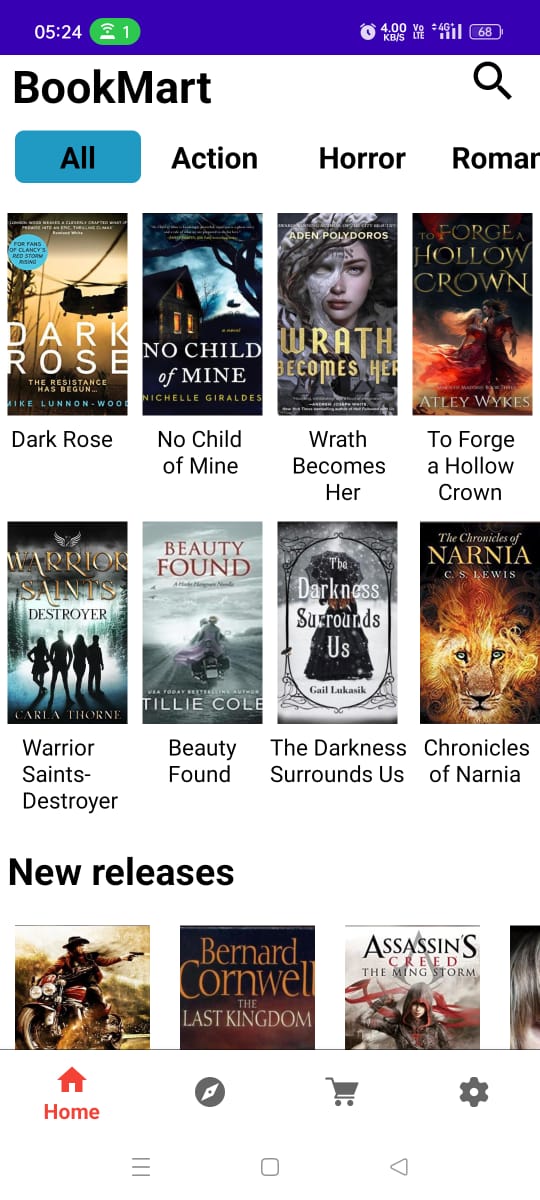 05:24 1 4.00 KB/S Vo LTE 4G 68
BookMart
All Action Horror Roman
FOR FANS
OF CLANCY'S
RED STORM
RISING
DARK
ROSE
THE RESISTANCE
HAS BEGUN...
MIKE LUNNON-WOOD
a novel
NO CHILD
of MINE
NICHELLE GIRALDES
ADEN POLYDOROS
WRATH
BECOMES HER
TO FORGE A
HOLLOW
CROWN
ATLEY WYKES
Dark Rose
No Child
of Mine
Wrath
Becomes
Her
To Forge
a Hollow
Crown
WARRIOR
SAINTS
DESTROYER
CARLA THORNE
BEAUTY
FOUND
A Hades Hangmen Novella
USA TODAY BESTSELLING AUTHOR
TILLIE COLE
The
Darkness
Surrounds
Us
Gail Lukasik
The Chronicles of
NARNIA
C. S. LEWIS
Warrior
Saints-
Destroyer
Beauty
Found
The Darkness
Surrounds Us
Chronicles
of Narnia
New releases
Bernard
Cornwell
THE
LAST KINGDOM
ASSASSIN'S
CREED
THE MING STORM
Home